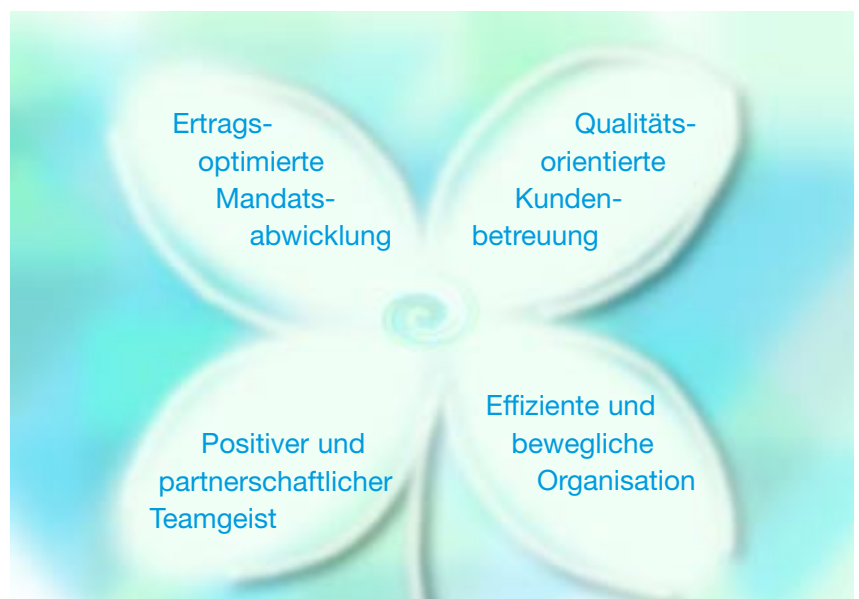 Ertrags-
optimierte
Mandats-
abwicklung
Qualitäts-
orientierte
Kunden-
betreuung
Positiver und
partnerschaftlicher
Teamgeist
Effiziente und
bewegliche
Organisation